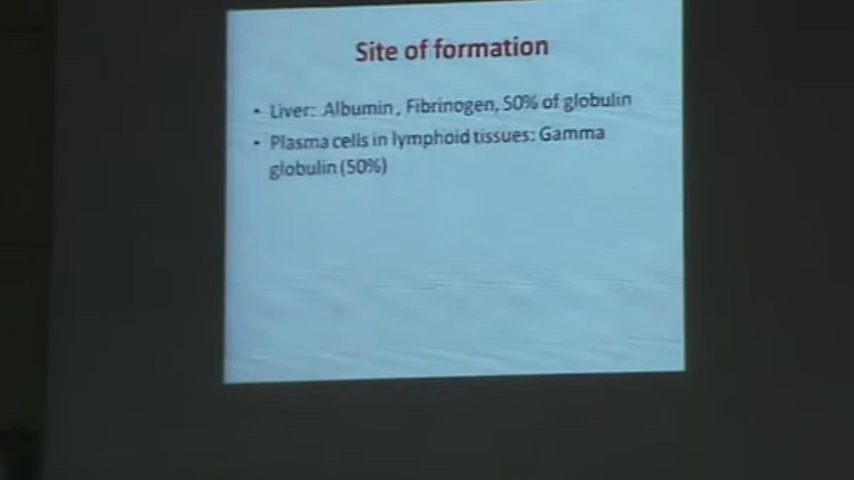 Site of formation
• Liver: Albumin, Fibrinogen, 50% of globulin
• Plasma cells in lymphoid tissues: Gamma
globulin (50%)